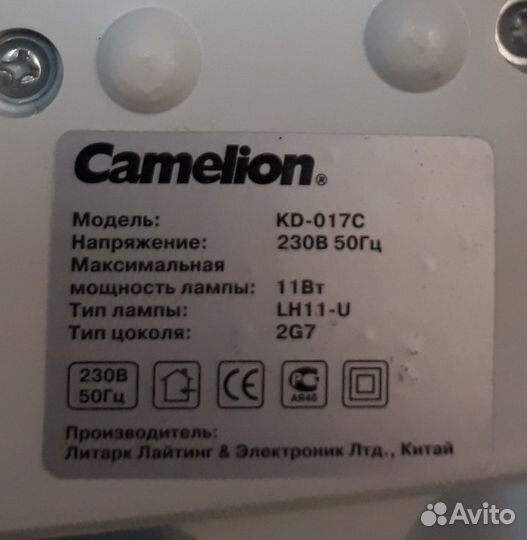 Camelion®
Модель: KD-017C
Напряжение: 230В 50Гц
Максимальная
мощность лампы: 11Вт
Тип лампы: LH11-U
Тип цоколя: 2G7
230В
50Гц
CE
РС
АЯ46
Производитель:
Литарк Лайтинг & Электроник Лтд., Китай
Avito